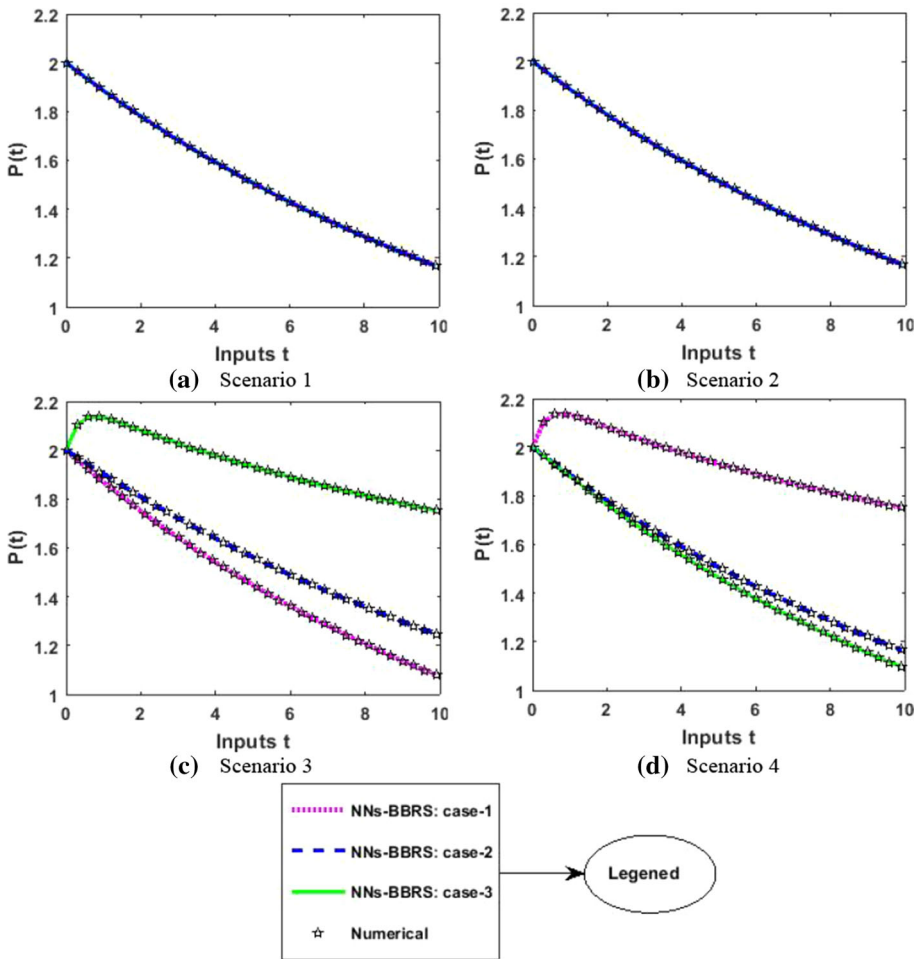 2.2
2
1.8
1.6
1.4
1.2
1
P(t)
0 2 4 6 8 10
Inputs t
(a) Scenario 1
2.2
2
1.8
1.6
1.4
1.2
1
P(t)
0 2 4 6 8 10
Inputs t
(b) Scenario 2
2.2
2
1.8
1.6
1.4
1.2
1
P(t)
0 2 4 6 8 10
Inputs t
(c) Scenario 3
2.2
2
1.8
1.6
1.4
1.2
1
P(t)
0 2 4 6 8 10
Inputs t
(d) Scenario 4
NNs-BBRS: case-1
NNs-BBRS: case-2
NNs-BBRS: case-3
Numerical
Legened